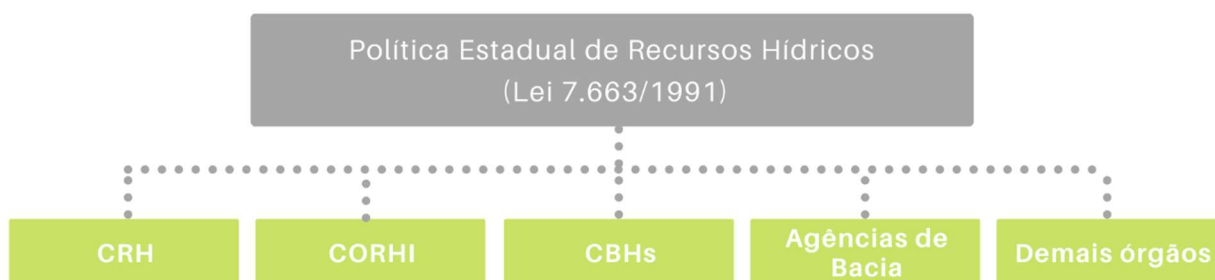 Política Estadual de Recursos Hídricos
(Lei 7.663/1991)
CRH
CORHI
CBHs
Agências de
Bacia
Demais órgãos